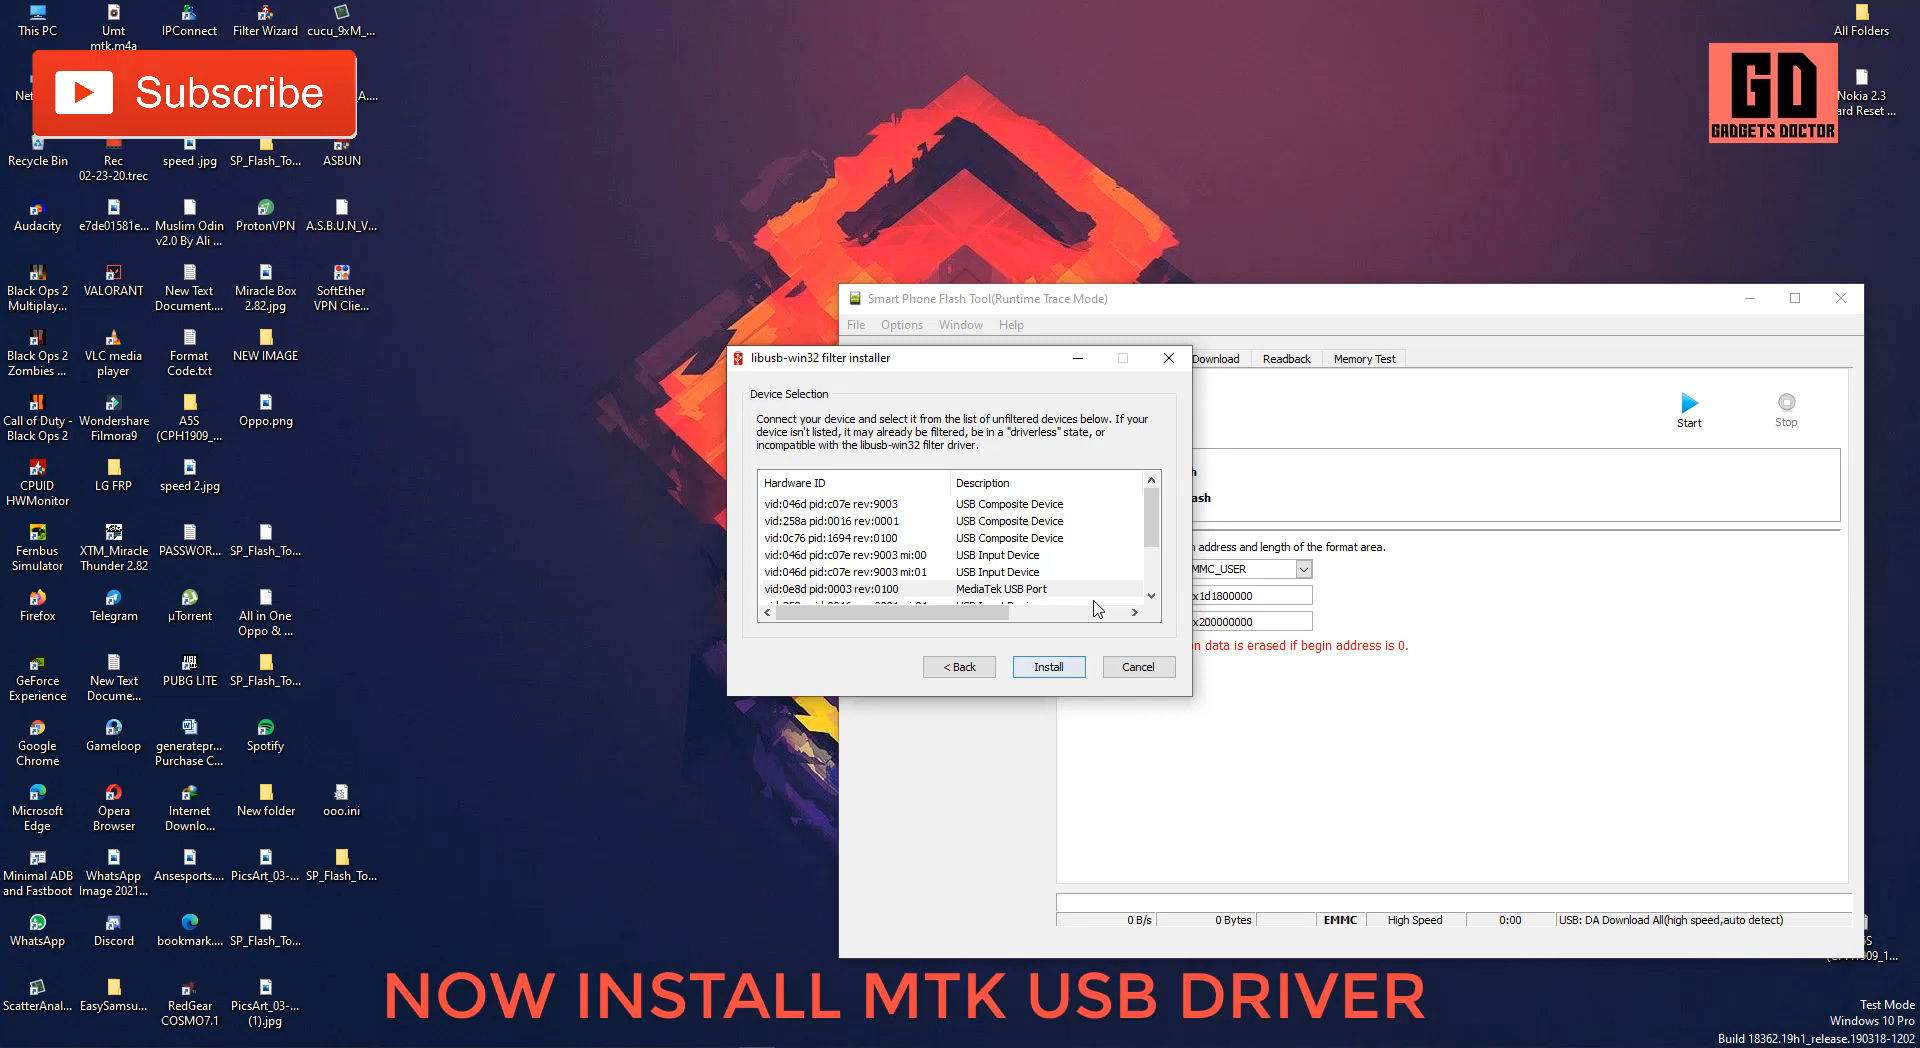 This PC
Umt
mtk.m4a
IPConnect
Filter Wizard
cucu_9xM_...
All Folders
Subscribe
Net
A....
GD
GADGETS DOCTOR
Nokia 2.3
ard Reset ...
Recycle Bin
Rec
02-23-20.trec
speed .jpg
SP_Flash_To...
ASBUN
Audacity
e7de01581e...
Muslim Odin
v2.0 By Ali ...
ProtonVPN
A.S.B.U.N_V...
Black Ops 2
Multiplay...
VALORANT
New Text
Document....
Miracle Box
2.82.jpg
SoftEther
VPN Clie...
Black Ops 2
Zombies ...
VLC media
player
Format
Code.txt
NEW IMAGE
Call of Duty -
Black Ops 2
Wondershare
Filmora9
A5S
(CPH1909_...
Oppo.png
CPUID
HWMonitor
LG FRP
speed 2.jpg
Fernbus
Simulator
XTM_Miracle
Thunder 2.82
PASSWOR...
SP_Flash_To...
Firefox
Telegram
µTorrent
All in One
Oppo & ...
GeForce
Experience
New Text
Docume...
PUBG LITE
SP_Flash_To...
Google
Chrome
Gameloop
generatepr...
Purchase C...
Spotify
Microsoft
Edge
Opera
Browser
Internet
Downlo...
New folder
ooo.ini
Minimal ADB
and Fastboot
WhatsApp
Image 2021...
Ansesports....
PicsArt_03-...
SP_Flash_To...
WhatsApp
Discord
bookmark....
SP_Flash_To...
ScatterAnal...
EasySamsu...
RedGear
COSMO7.1
PicsArt_03-...
(1).jpg
Smart Phone Flash Tool(Runtime Trace Mode)
File Options Window Help
Download Readback Memory Test
Start
Stop
h
ash
n address and length of the format area.
MMC_USER
x1d1800000
x200000000
n data is erased if begin address is 0.
0 B/s 0 Bytes EMMC High Speed 0:00 USB: DA Download All(high speed,auto detect)
libusb-win32 filter installer
Device Selection
Connect your device and select it from the list of unfiltered devices below. If your
device isn't listed, it may already be filtered, be in a "driverless" state, or
incompatible with the libusb-win32 filter driver.
Hardware ID Description
vid:046d pid:c07e rev:9003 USB Composite Device
vid:258a pid:0016 rev:0001 USB Composite Device
vid:0c76 pid:1694 rev:0100 USB Composite Device
vid:046d pid:c07e rev:9003 mi:00 USB Input Device
vid:046d pid:c07e rev:9003 mi:01 USB Input Device
vid:0e8d pid:0003 rev:0100 MediaTek USB Port
< Back Install Cancel
NOW INSTALL MTK USB DRIVER
Test Mode
Windows 10 Pro
Build 18362.19h1_release.190318-1202